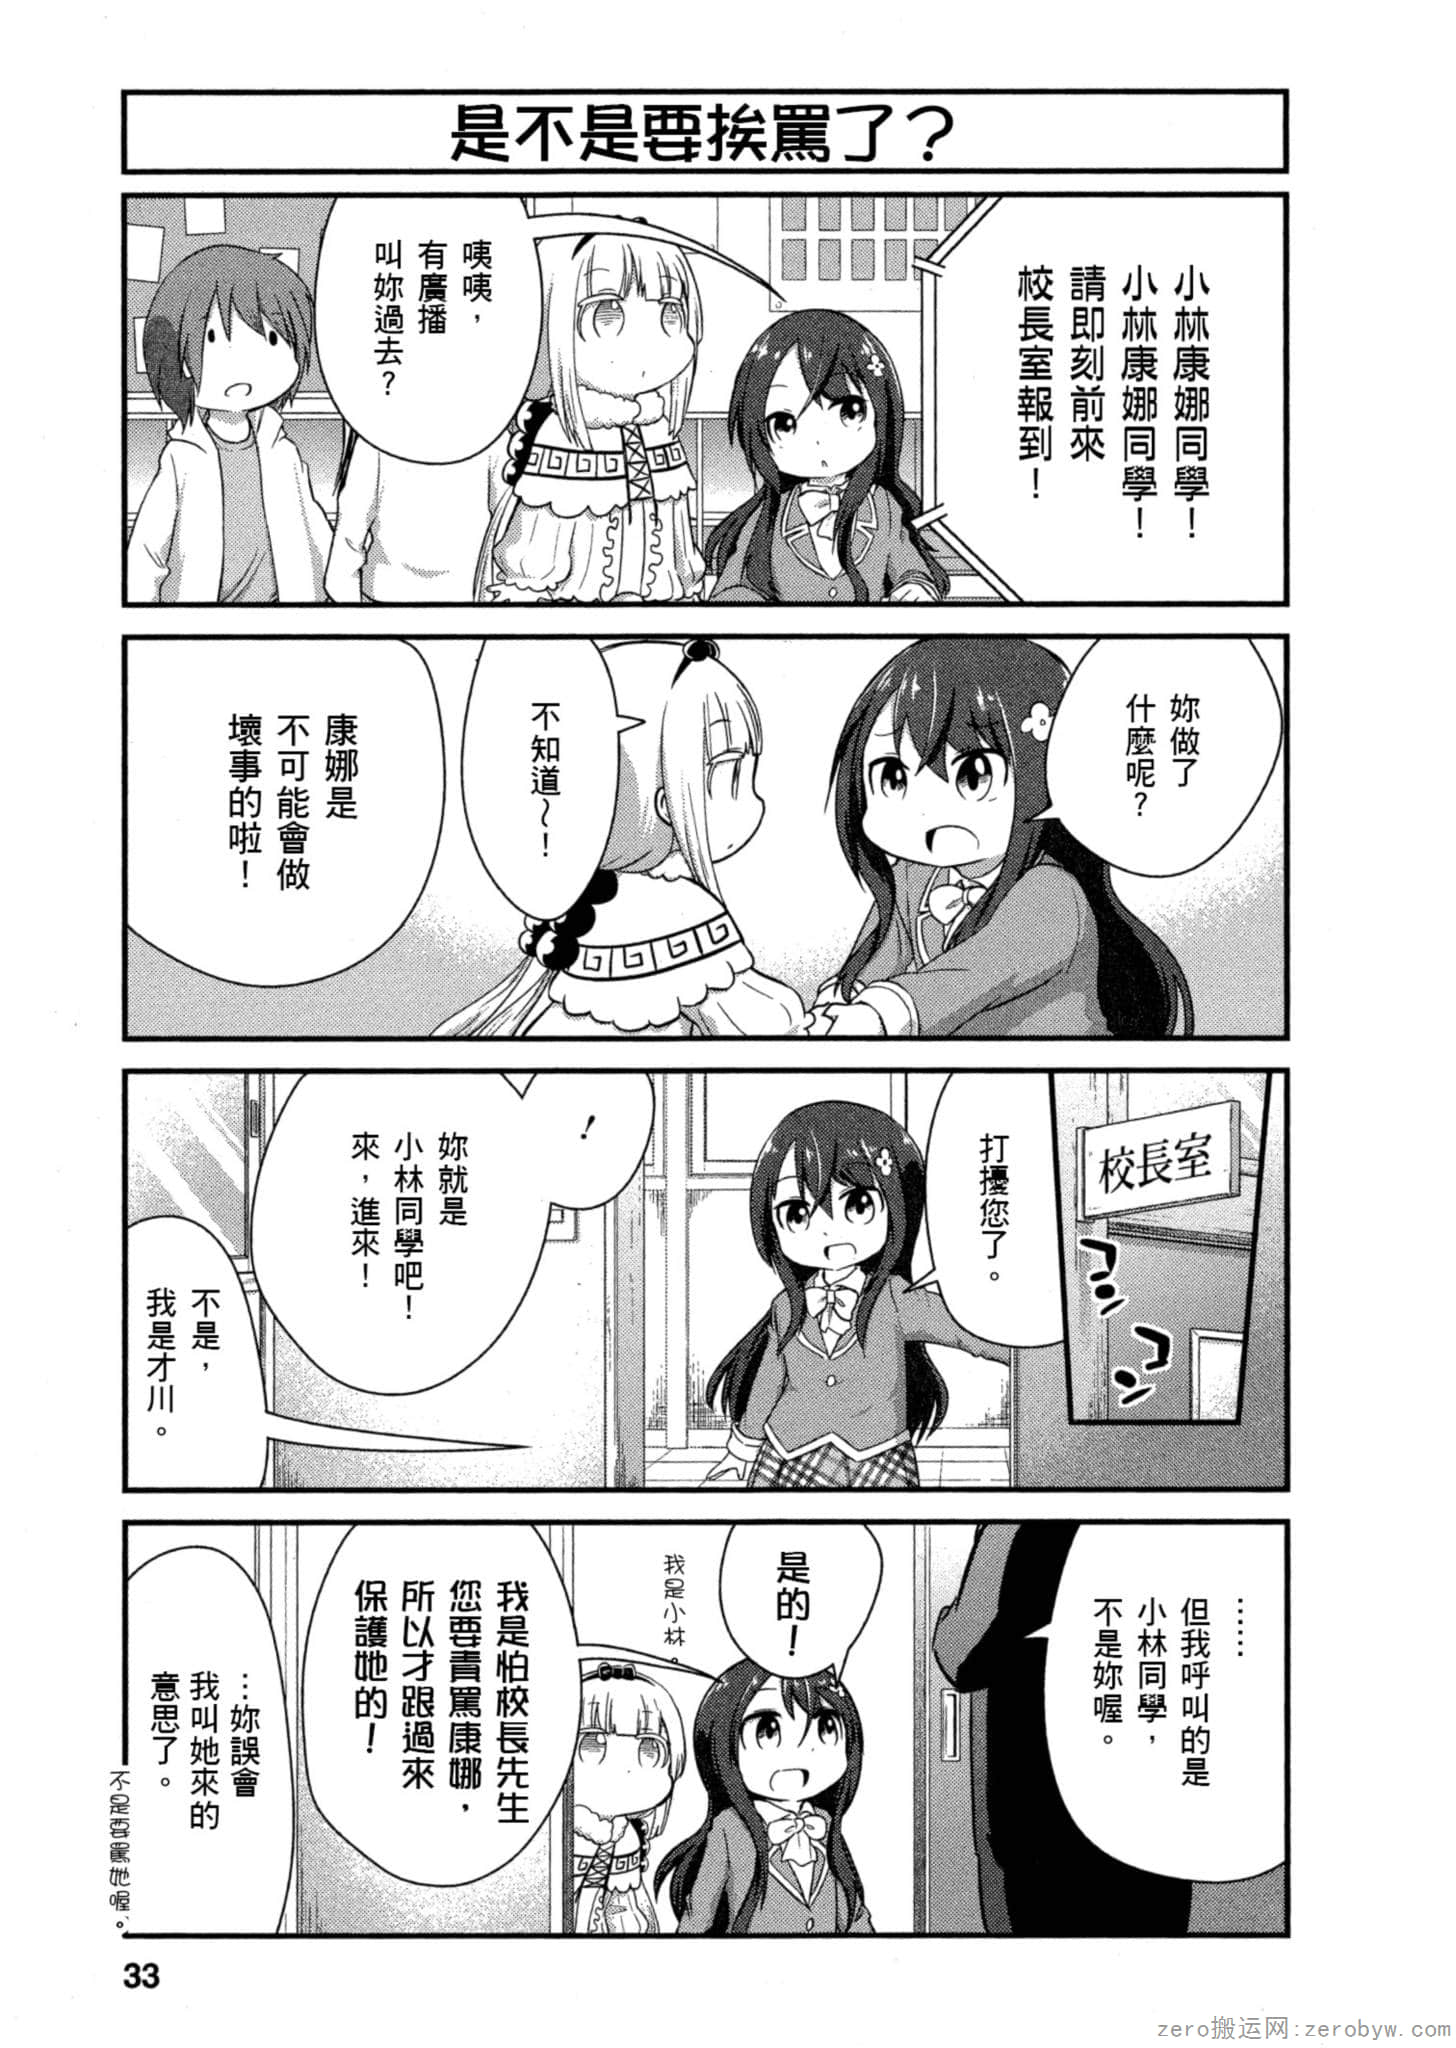 是不是要挨罵了？
小林康娜同學！
小林康娜同學！
請即刻前來
校長室報到！
咦咦，
有廣播
叫妳過去？
妳做了
什麼呢？
不知道～！
康娜是
不可能會做
壞事的啦！
校長室
ココン
コン
打擾您了。
！
妳就是
小林同學吧！
來，進來！
不是，
我是才川。
……
但我呼叫的是
小林同學，
不是妳喔。
是的！
我是小林。
我是怕校長先生
您要責罵康娜，
所以才跟過來
保護她的！
…妳誤會
我叫她來的
意思了。
不是要罵她喔。
33
zero搬运网:zerobyw.com